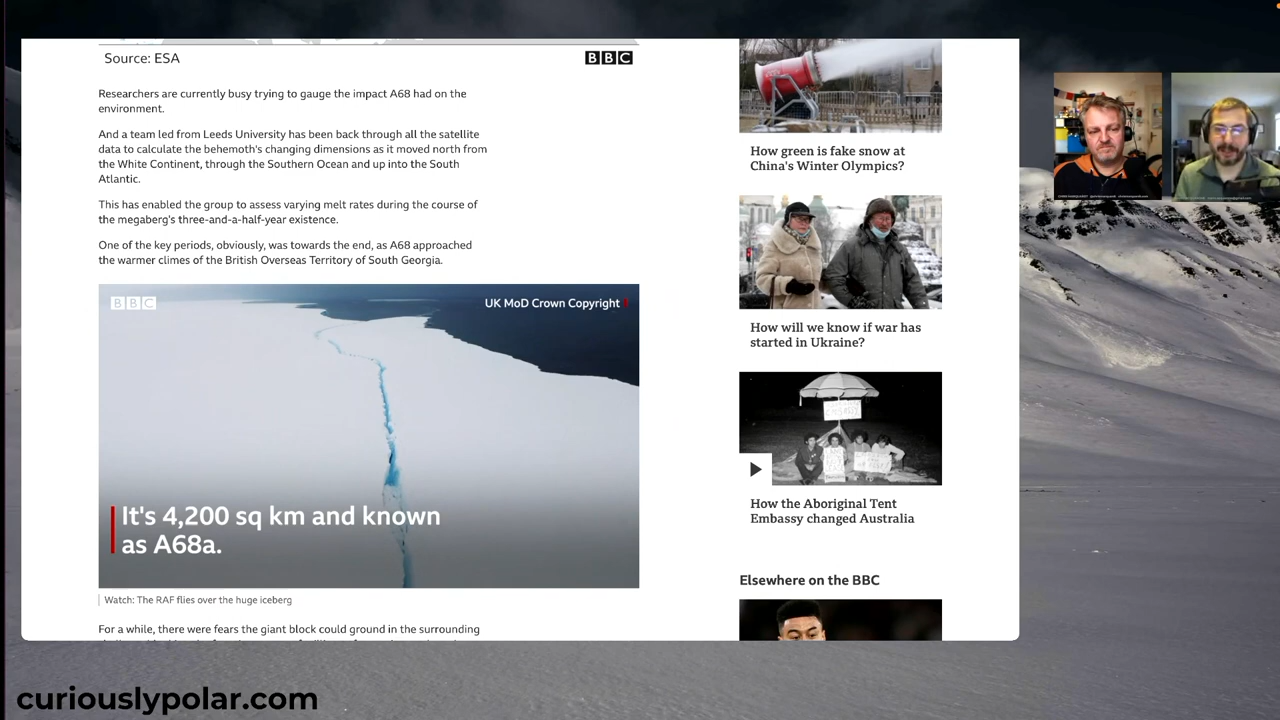 Source: ESA
BBC
Researchers are currently busy trying to gauge the impact A68 had on the
environment.
And a team led from Leeds University has been back through all the satellite
data to calculate the behemoth's changing dimensions as it moved north from
the White Continent, through the Southern Ocean and up into the South
Atlantic.
This has enabled the group to assess varying melt rates during the course of
the megaberg's three-and-a-half-year existence.
One of the key periods, obviously, was towards the end, as A68 approached
the warmer climes of the British Overseas Territory of South Georgia.
BBC
UK MoD Crown Copyright
It's 4,200 sq km and known
as A68a.
Watch: The RAF flies over the huge iceberg
For a while, there were fears the giant block could ground in the surrounding
How green is fake snow at
China's Winter Olympics?
How will we know if war has
started in Ukraine?
How the Aboriginal Tent
Embassy changed Australia
Elsewhere on the BBC
curiouslypolar.com